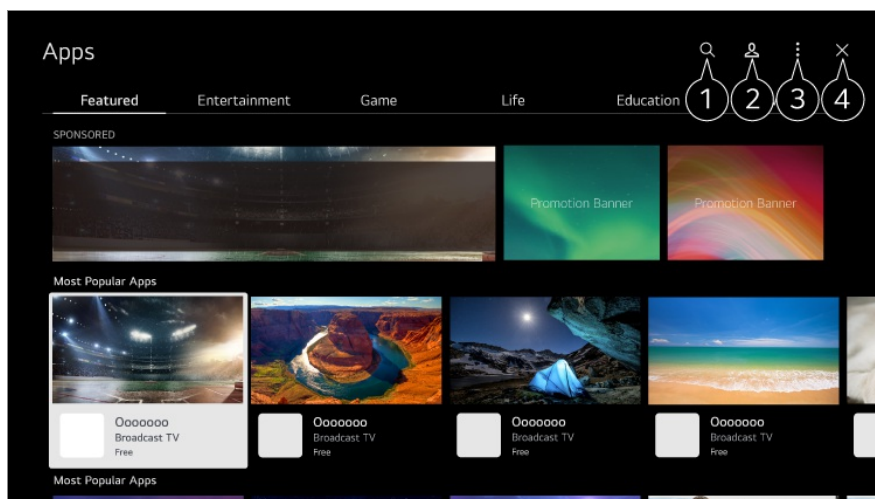 Apps
Featured Entertainment Game Life Education
1 2 3 4
SPONSORED
Promotion Banner Promotion Banner
Most Popular Apps
Ooooooo Ooooooo Ooooooo Ooooooo
Broadcast TV Broadcast TV Broadcast TV Broadcast TV
Free Free Free Free
Most Popular Apps